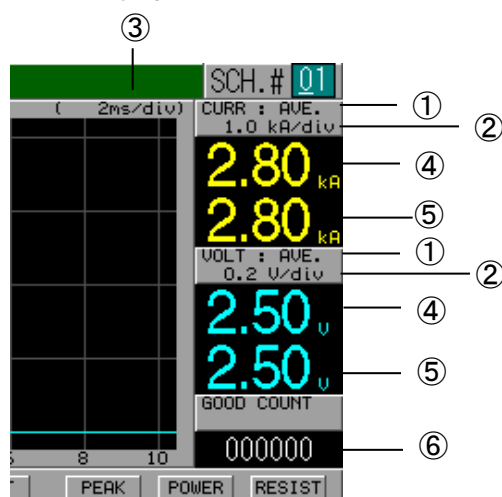 ③
SCH.# 01
( 2ms/div) CURR : AVE. ①
1.0 kA/div ②
2.80 kA ④
2.80 kA ⑤
VOLT : AVE. ①
0.2 V/div ②
2.50 V ④
2.50 V ⑤
GOOD COUNT
000000 ⑥
8 10
PEAK POWER RESIST